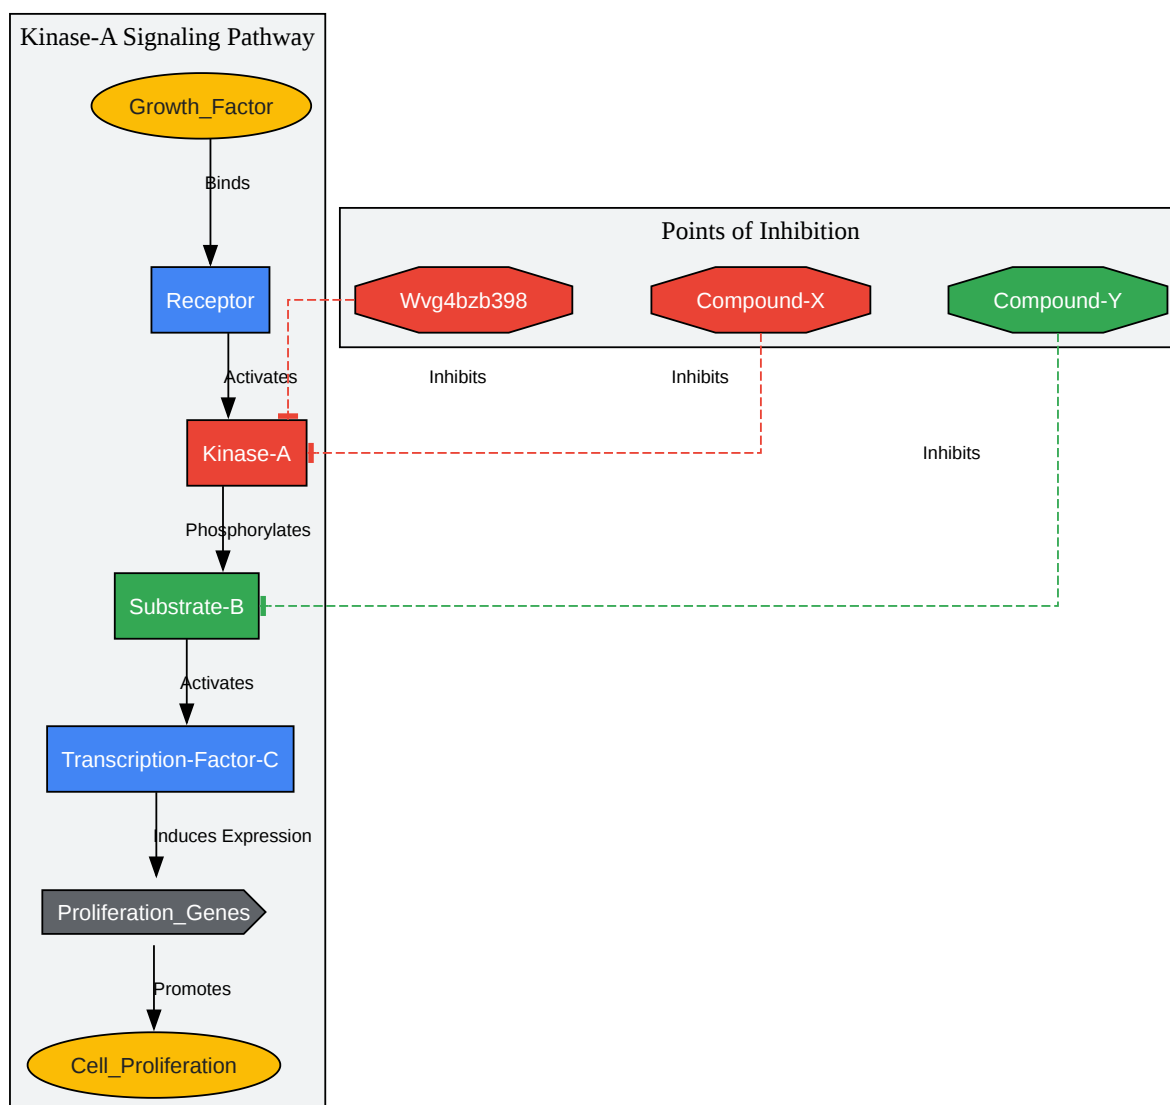 Kinase-A Signaling Pathway
Growth_Factor
Binds
Points of Inhibition
Receptor
Wvg4bzb398
Compound-X
Compound-Y
Activates
Inhibits
Inhibits
Kinase-A
Inhibits
Phosphorylates
Substrate-B
Activates
Transcription-Factor-C
Induces Expression
Proliferation_Genes
Promotes
Cell_Proliferation